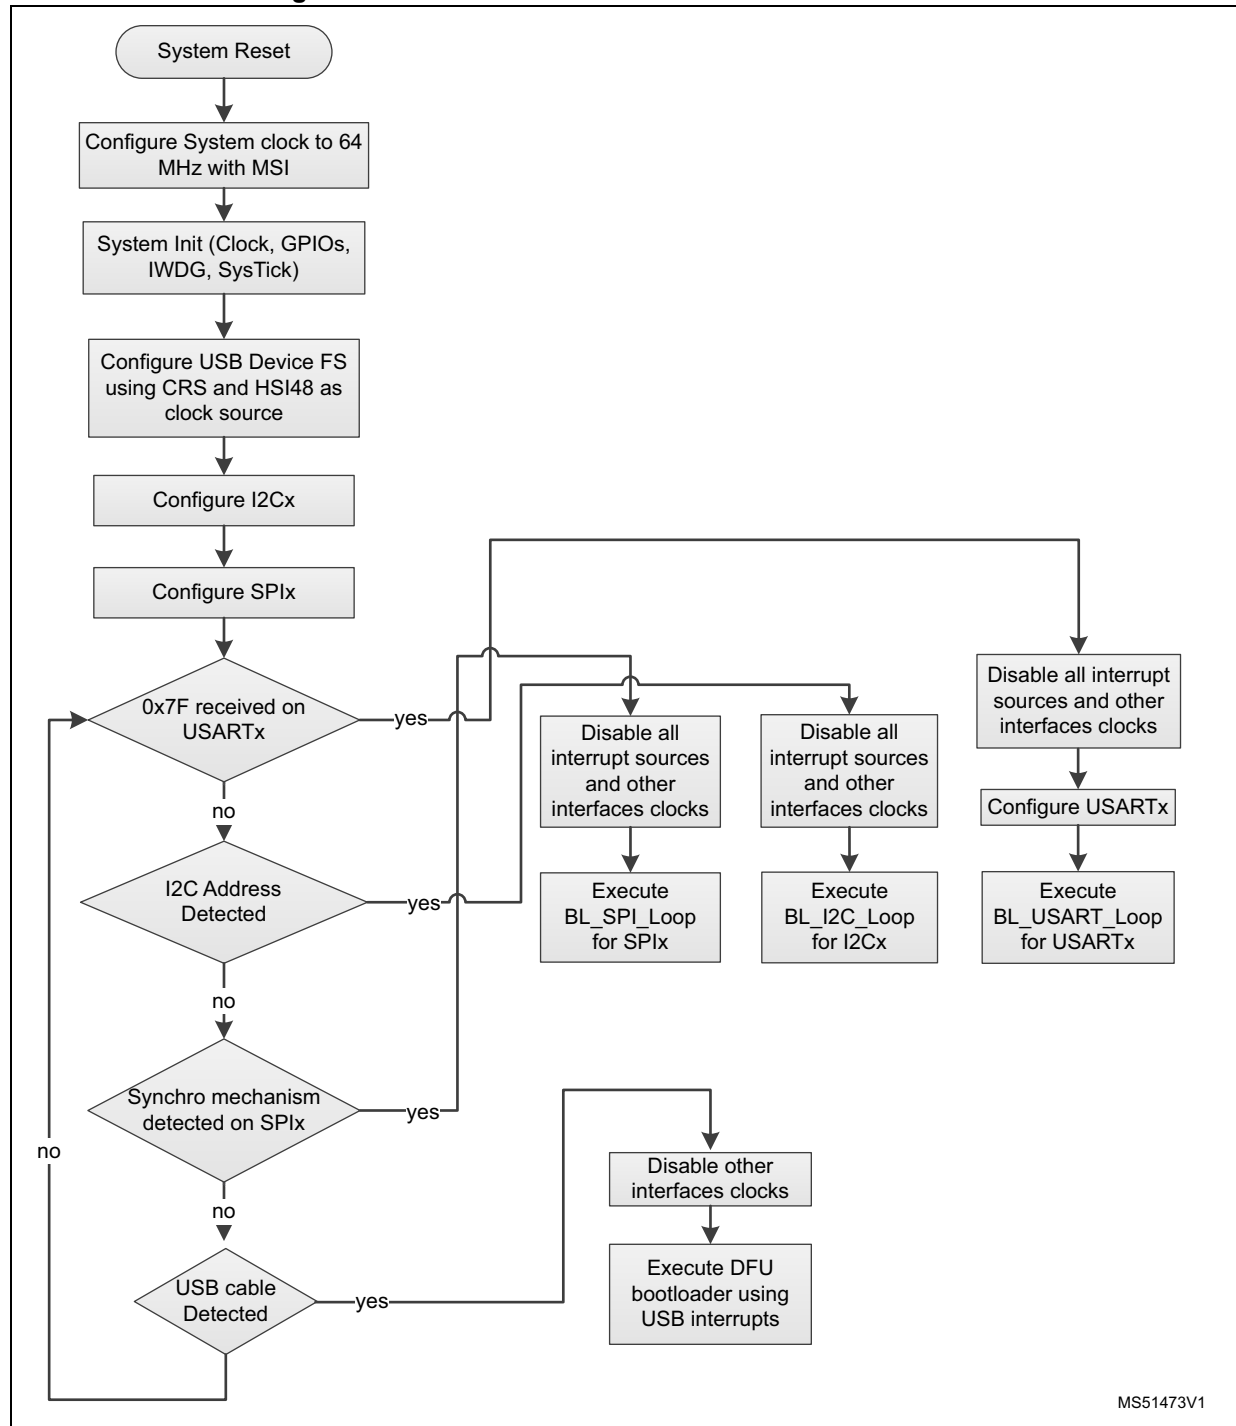 System Reset
Configure System clock to 64
MHz with MSI
System Init (Clock, GPIOs,
IWDG, SysTick)
Configure USB Device FS
using CRS and HSI48 as
clock source
Configure I2Cx
Configure SPIx
0x7F received on
USARTx
yes
no
Disable all
interrupt sources
and other
interfaces clocks
Disable all
interrupt sources
and other
interfaces clocks
Disable all interrupt
sources and other
interfaces clocks
Configure USARTx
I2C Address
Detected
yes
no
Execute
BL_SPI_Loop
for SPIx
Execute
BL_I2C_Loop
for I2Cx
Execute
BL_USART_Loop
for USARTx
Synchro mechanism
detected on SPIx
yes
no
no
Disable other
interfaces clocks
USB cable
Detected
yes
Execute DFU
bootloader using
USB interrupts
MS51473V1